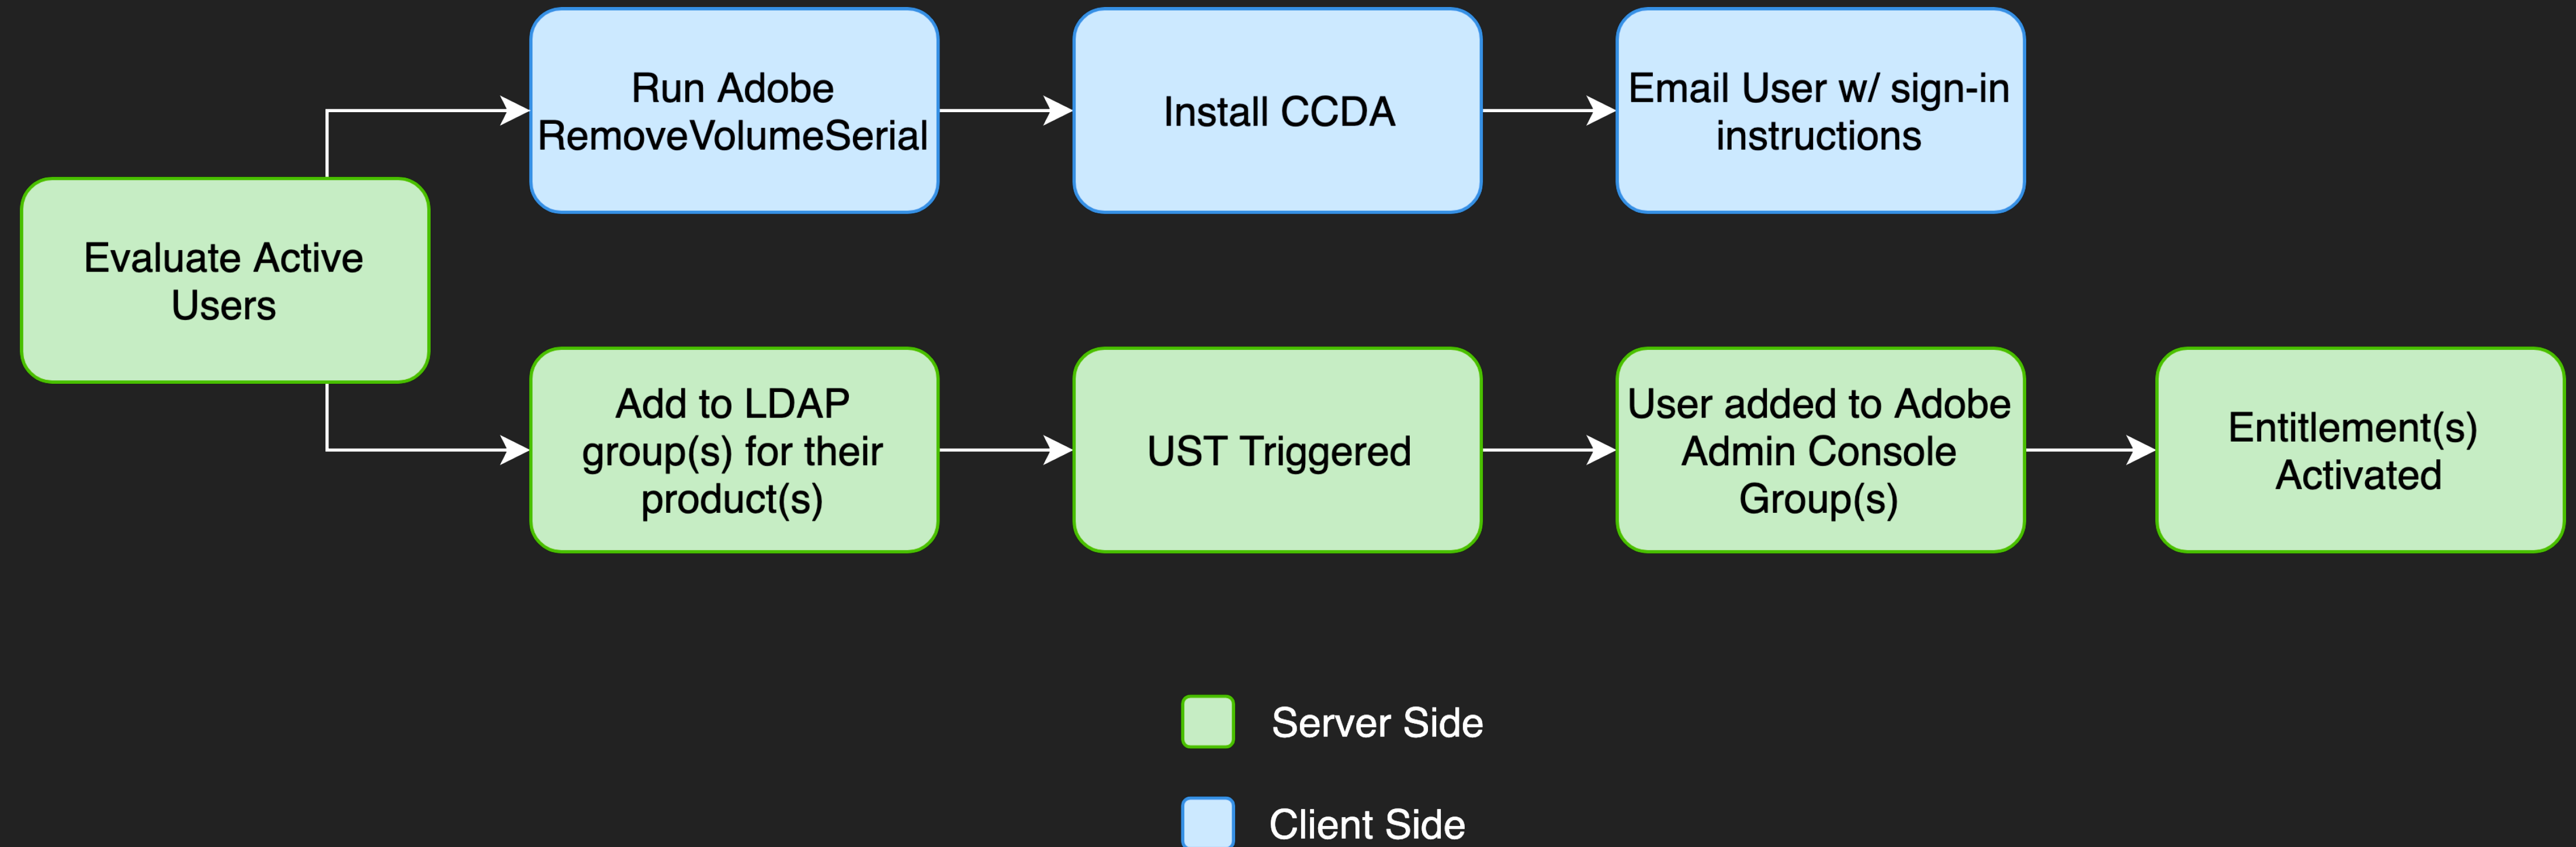 Run Adobe
RemoveVolumeSerial
Install CCDA
Email User w/ sign-in
instructions
Evaluate Active
Users
Add to LDAP
group(s) for their
product(s)
UST Triggered
User added to Adobe
Admin Console
Group(s)
Entitlement(s)
Activated
Server Side
Client Side